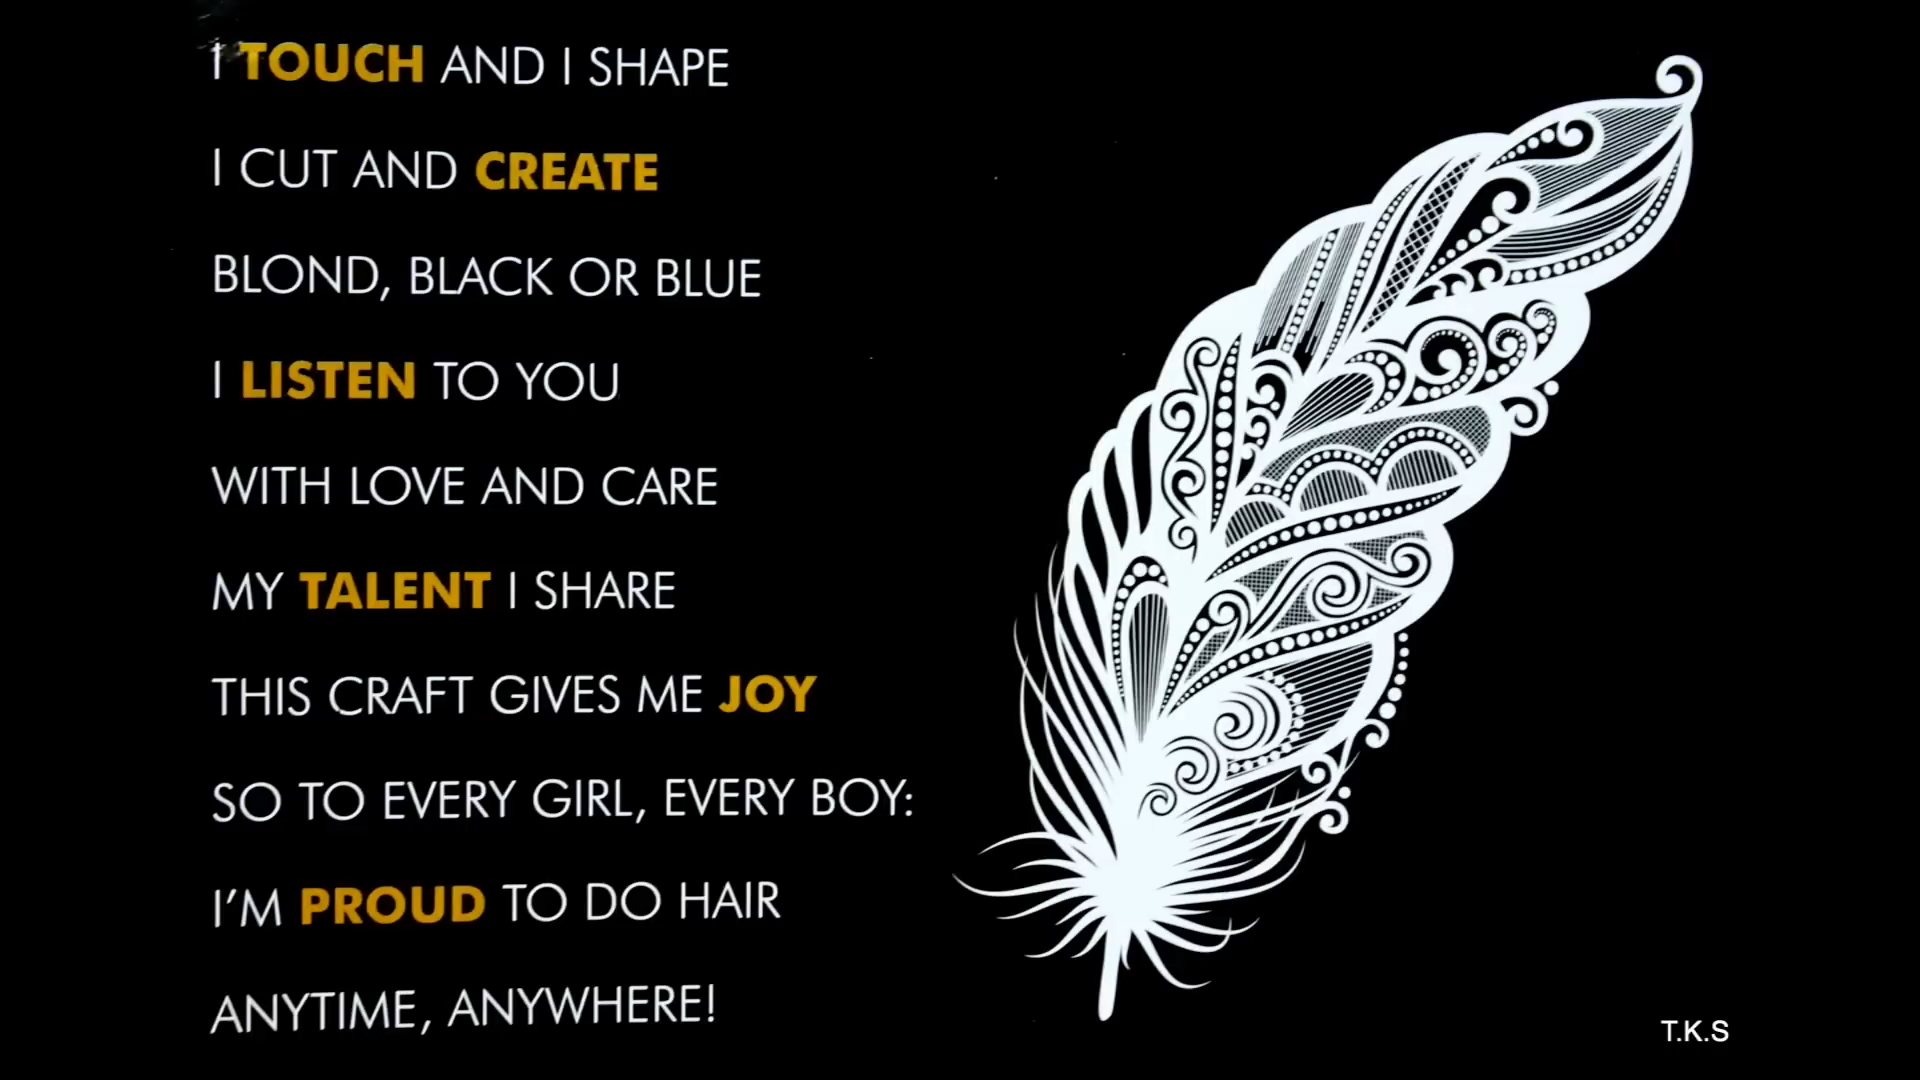 I TOUCH AND I SHAPE
I CUT AND CREATE
BLOND, BLACK OR BLUE
I LISTEN TO YOU
WITH LOVE AND CARE
MY TALENT I SHARE
THIS CRAFT GIVES ME JOY
SO TO EVERY GIRL, EVERY BOY:
I'M PROUD TO DO HAIR
ANYTIME, ANYWHERE!
T.K.S